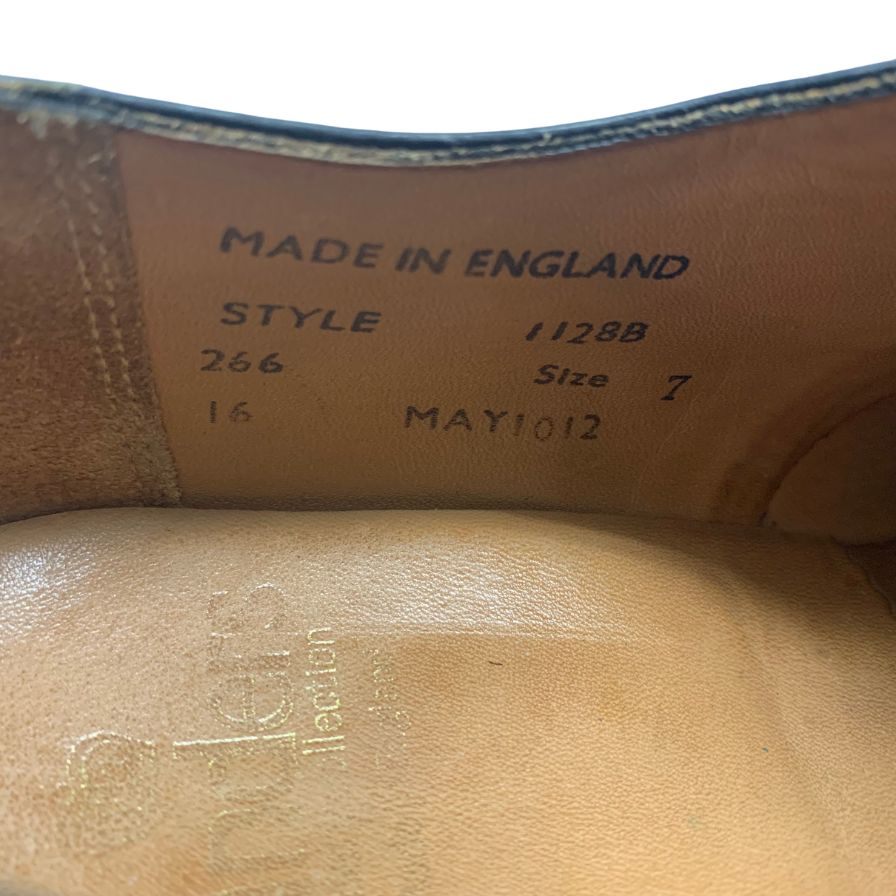 MADE IN ENGLAND
STYLE 1128B
266 Size 7
16 MAY1012